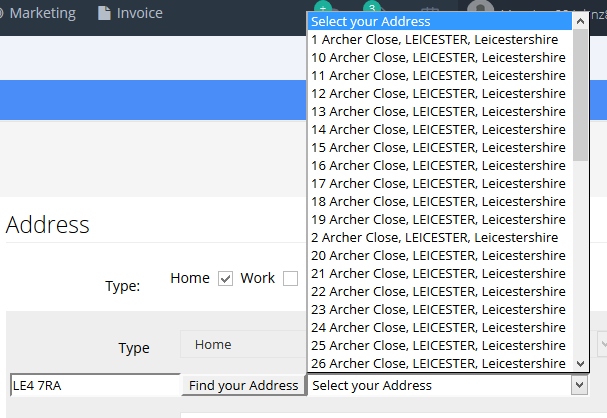 Marketing Invoice
+ 3
Select your Address
1 Archer Close, LEICESTER, Leicestershire
10 Archer Close, LEICESTER, Leicestershire
11 Archer Close, LEICESTER, Leicestershire
12 Archer Close, LEICESTER, Leicestershire
13 Archer Close, LEICESTER, Leicestershire
14 Archer Close, LEICESTER, Leicestershire
15 Archer Close, LEICESTER, Leicestershire
16 Archer Close, LEICESTER, Leicestershire
17 Archer Close, LEICESTER, Leicestershire
18 Archer Close, LEICESTER, Leicestershire
19 Archer Close, LEICESTER, Leicestershire
2 Archer Close, LEICESTER, Leicestershire
20 Archer Close, LEICESTER, Leicestershire
21 Archer Close, LEICESTER, Leicestershire
22 Archer Close, LEICESTER, Leicestershire
23 Archer Close, LEICESTER, Leicestershire
24 Archer Close, LEICESTER, Leicestershire
25 Archer Close, LEICESTER, Leicestershire
26 Archer Close, LEICESTER, Leicestershire
Address
Type: Home Work
Type Home
LE4 7RA Find your Address Select your Address